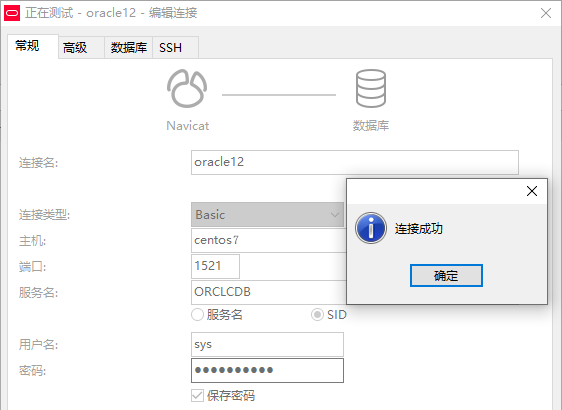 正在测试 - oracle12 - 编辑连接
常规 高级 数据库 SSH
Navicat 数据库
连接名: oracle12
连接类型: Basic
主机: centos7
端口: 1521
服务名: ORCLCDB
服务名 SID
用户名: sys
密码: ●●●●●●●●●●
保存密码
连接成功
确定